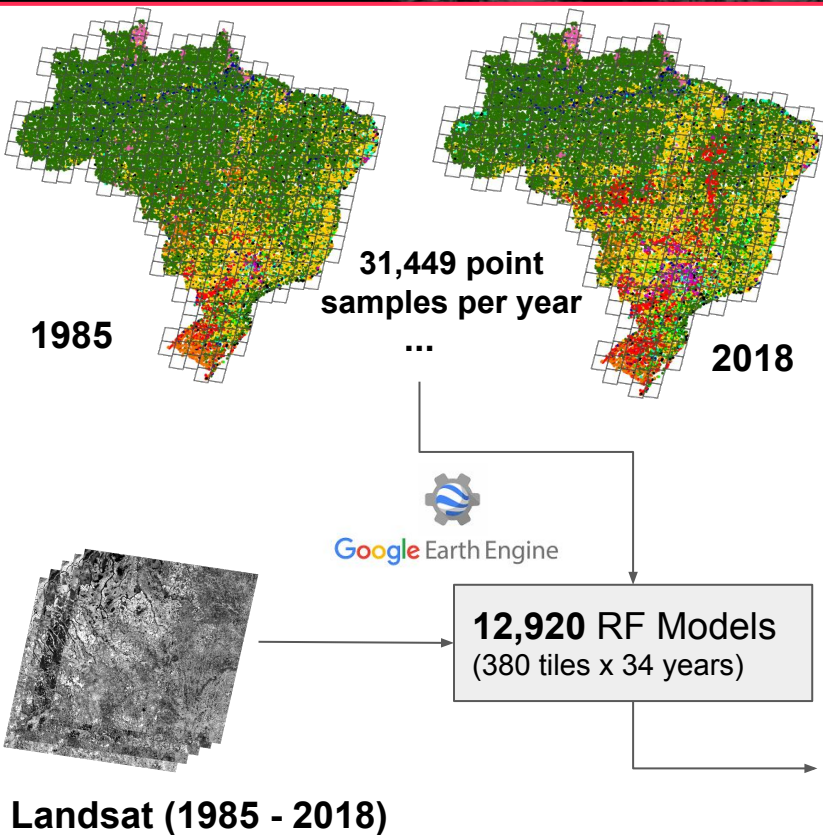 31,449 point
samples per year
...
1985
2018
Google Earth Engine
12,920 RF Models
(380 tiles x 34 years)
Landsat (1985 - 2018)